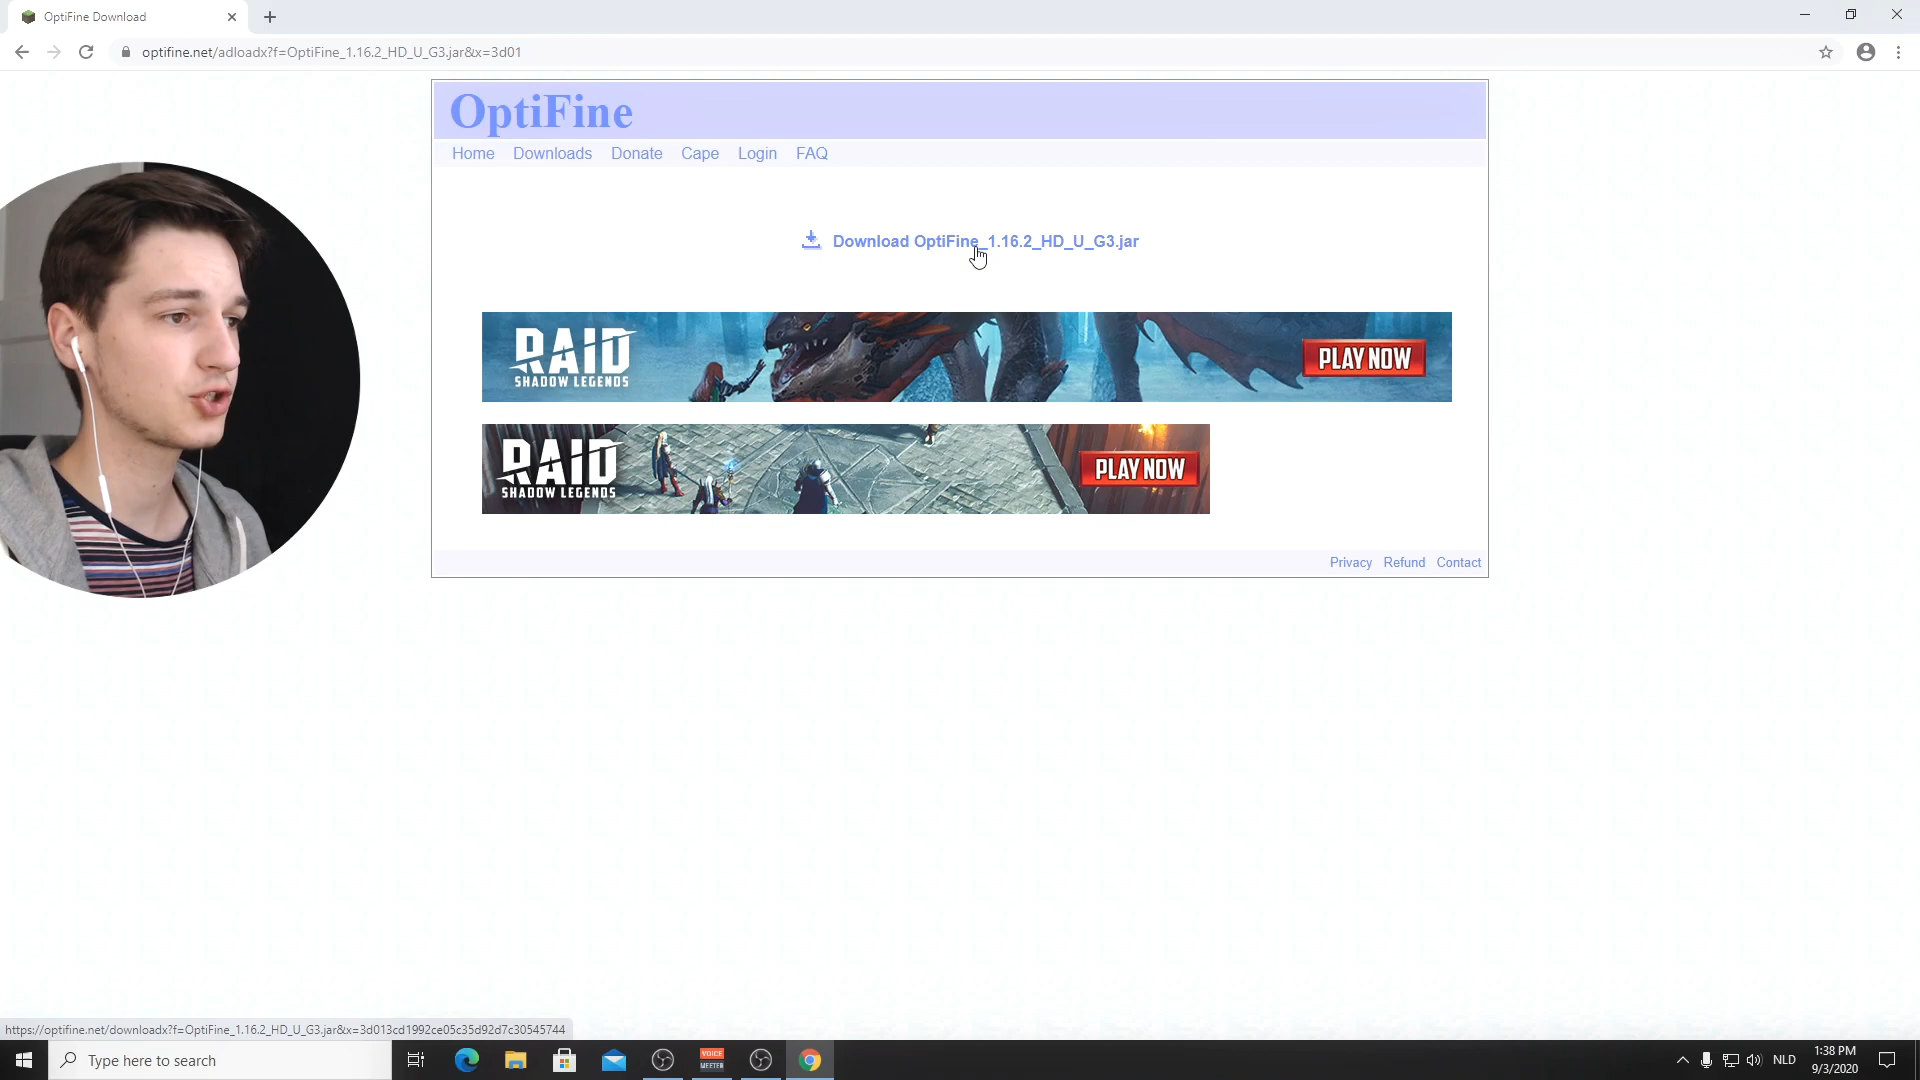 OptiFine Download
optifine.net/adloadx?f=OptiFine_1.16.2_HD_U_G3.jar&x=3d01
OptiFine
Home Downloads Donate Cape Login FAQ
Download OptiFine_1.16.2_HD_U_G3.jar
RAID
SHADOW LEGENDS
PLAY NOW
RAID
SHADOW LEGENDS
PLAY NOW
Privacy Refund Contact
https://optifine.net/downloadx?f=OptiFine_1.16.2_HD_U_G3.jar&x=3d013cd1992ce05c35d92d7c30545744
Type here to search
VOICE
MEETER
NLD
1:38 PM
9/3/2020